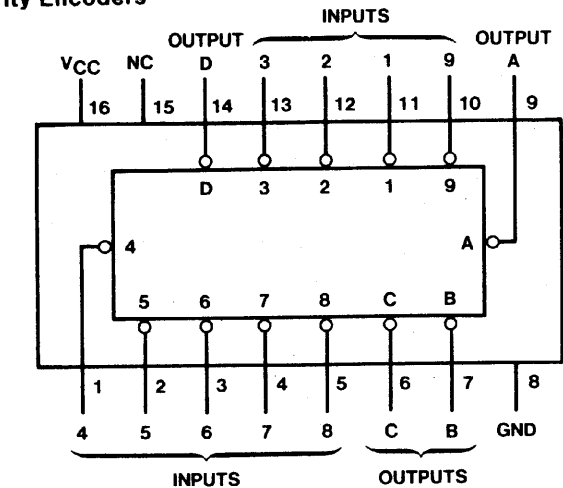 ity Encoders
INPUTS
OUTPUT OUTPUT
VCC NC D 3 2 1 9 A
16 15 14 13 12 11 10 9
D 3 2 1 9
4 A
5 6 7 8 C B
1 2 3 4 5 6 7 8
4 5 6 7 8 C B GND
INPUTS OUTPUTS